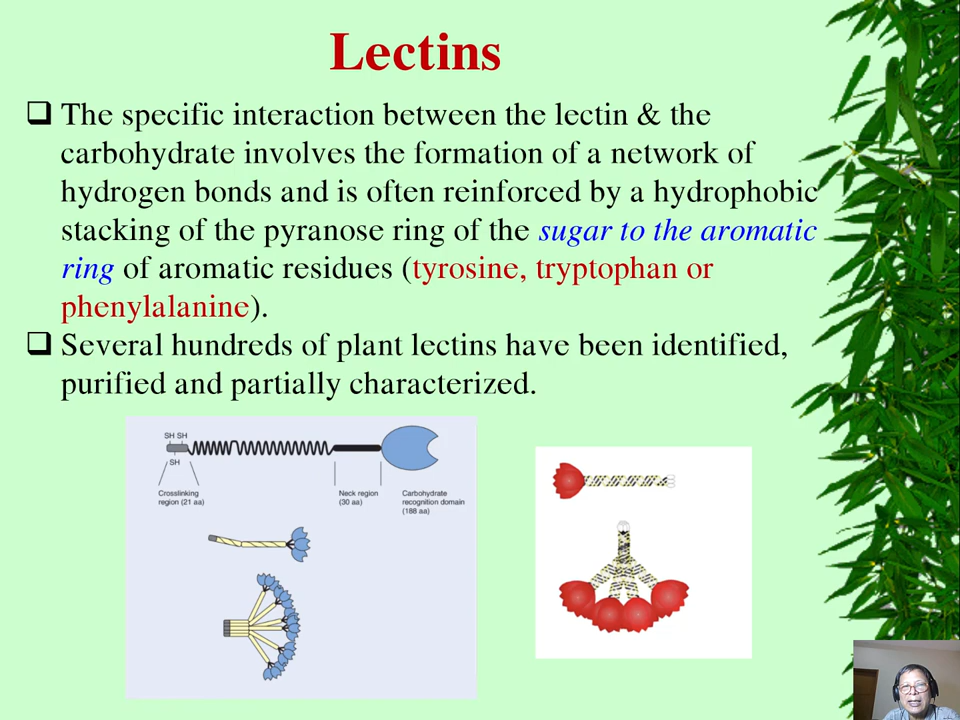 Lectins
The specific interaction between the lectin & the
carbohydrate involves the formation of a network of
hydrogen bonds and is often reinforced by a hydrophobic
stacking of the pyranose ring of the sugar to the aromatic
ring of aromatic residues (tyrosine, tryptophan or
phenylalanine).
Several hundreds of plant lectins have been identified,
purified and partially characterized.
SH SH
SH
Crosslinking
region (21 aa)
Neck region
(30 aa)
Carbohydrate
recognition domain
(188 aa)